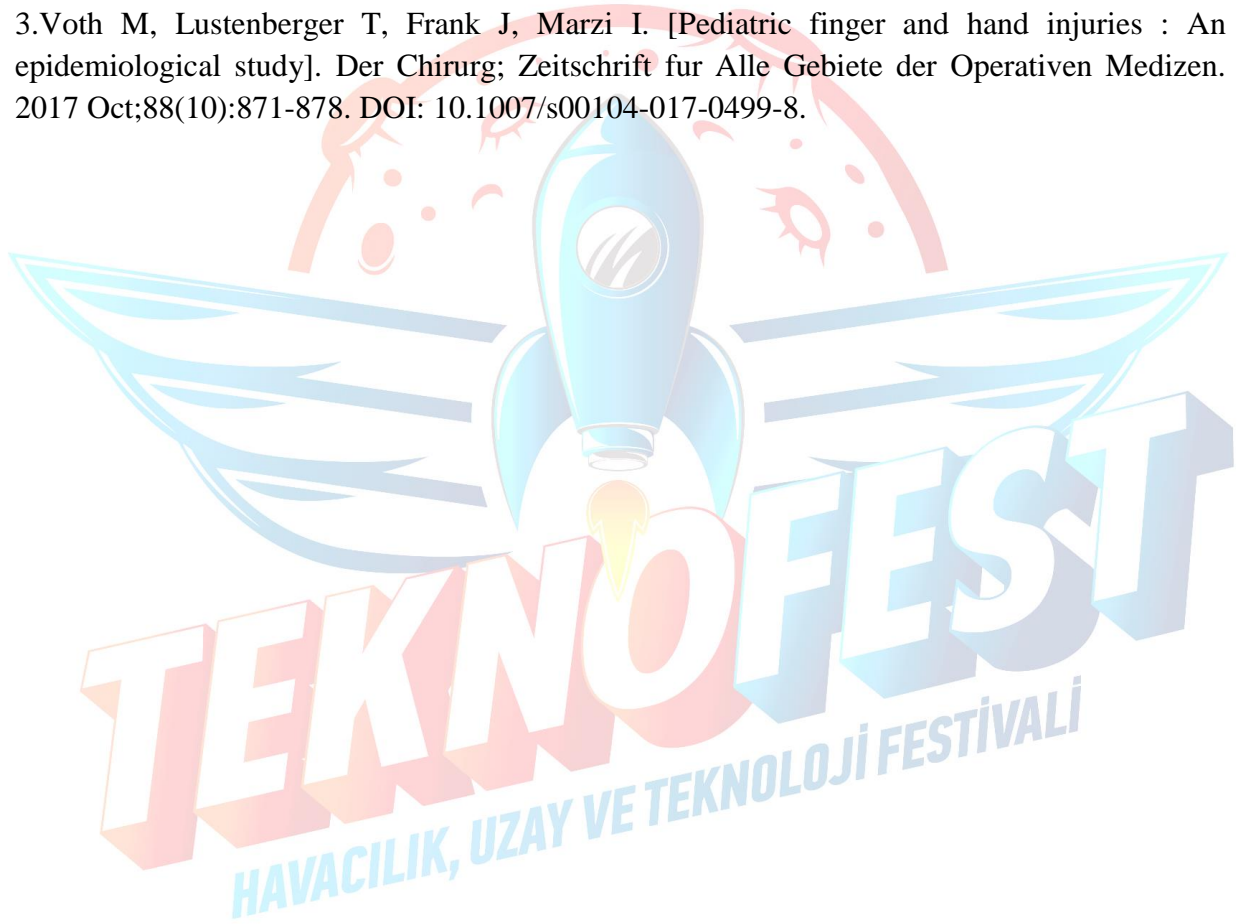 3.Voth M, Lustenberger T, Frank J, Marzi I. [Pediatric finger and hand injuries : An
epidemiological study]. Der Chirurg; Zeitschrift fur Alle Gebiete der Operativen Medizen.
2017 Oct;88(10):871-878. DOI: 10.1007/s00104-017-0499-8.
TEKNOFEST
HAVACILIK, UZAY VE TEKNOLOJİ FESTİVALİ